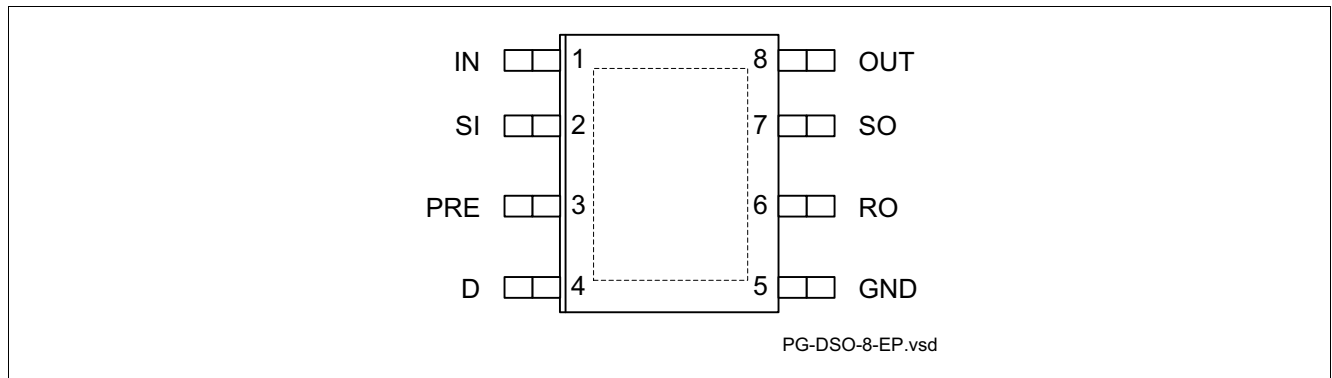 IN 1 8 OUT
SI 2 7 SO
PRE 3 6 RO
D 4 5 GND
PG-DSO-8-EP.vsd